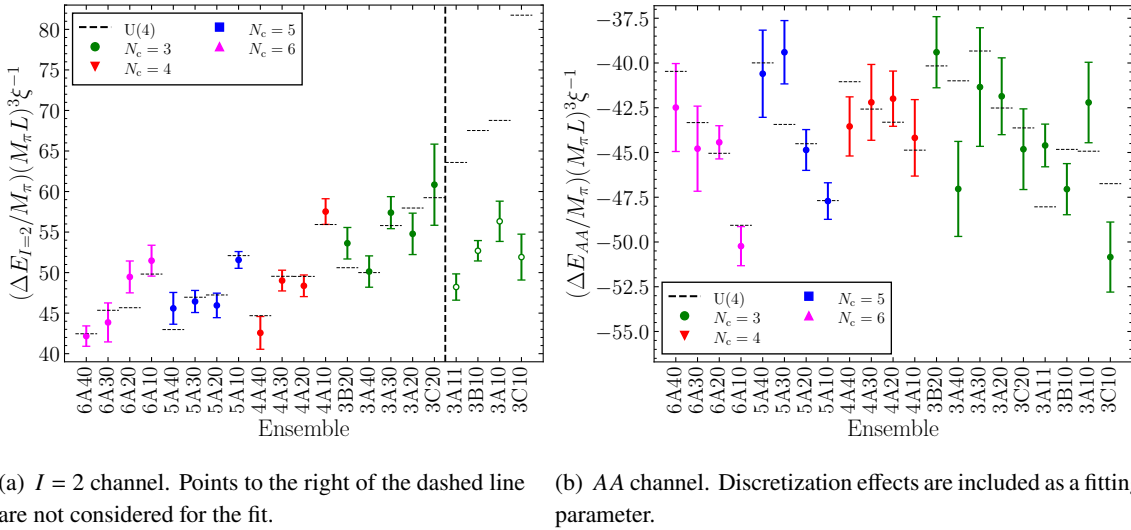 (ΔE_{I=2}/M_π)(M_πL)^3ξ^{-1}
80
75
70
65
60
55
50
45
40
U(4)
N_c = 3
N_c = 4
N_c = 5
N_c = 6
6A40
6A30
6A20
6A10
5A40
5A30
5A20
5A10
4A40
4A30
4A20
4A10
3B20
3A40
3A30
3A20
3C20
3A11
3B10
3A10
3C10
Ensemble
(ΔE_{AA}/M_π)(M_πL)^3ξ^{-1}
−37.5
−40.0
−42.5
−45.0
−47.5
−50.0
−52.5
−55.0
U(4)
N_c = 3
N_c = 4
N_c = 5
N_c = 6
6A40
6A30
6A20
6A10
5A40
5A30
5A20
5A10
4A40
4A30
4A20
4A10
3B20
3A40
3A30
3A20
3C20
3A11
3B10
3A10
3C10
Ensemble
(a) I = 2 channel. Points to the right of the dashed line
are not considered for the fit.
(b) AA channel. Discretization effects are included as a fitting
parameter.